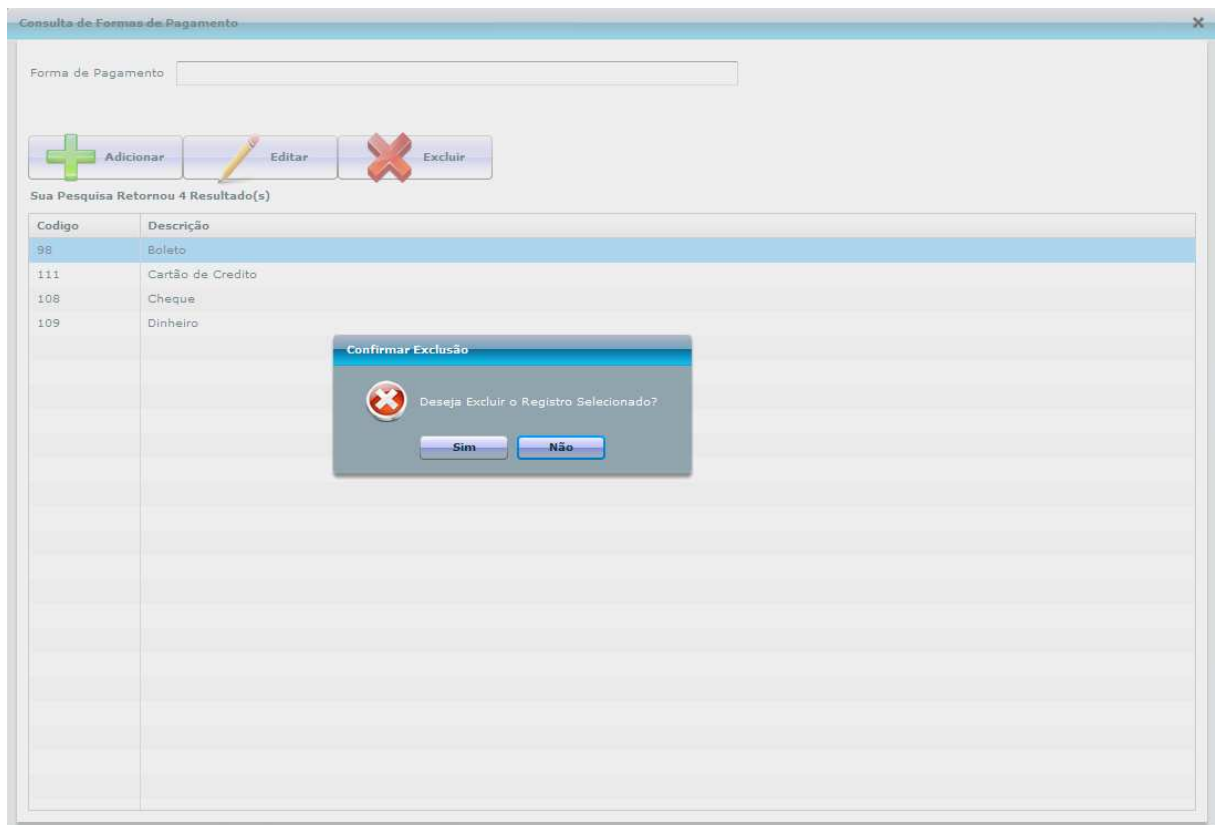 Consulta de Formas de Pagamento
Forma de Pagamento
Adicionar Editar Excluir
Sua Pesquisa Retornou 4 Resultado(s)
Codigo Descrição
98 Boleto
111 Cartão de Credito
108 Cheque
109 Dinheiro
Confirmar Exclusão
Deseja Excluir o Registro Selecionado?
Sim Não